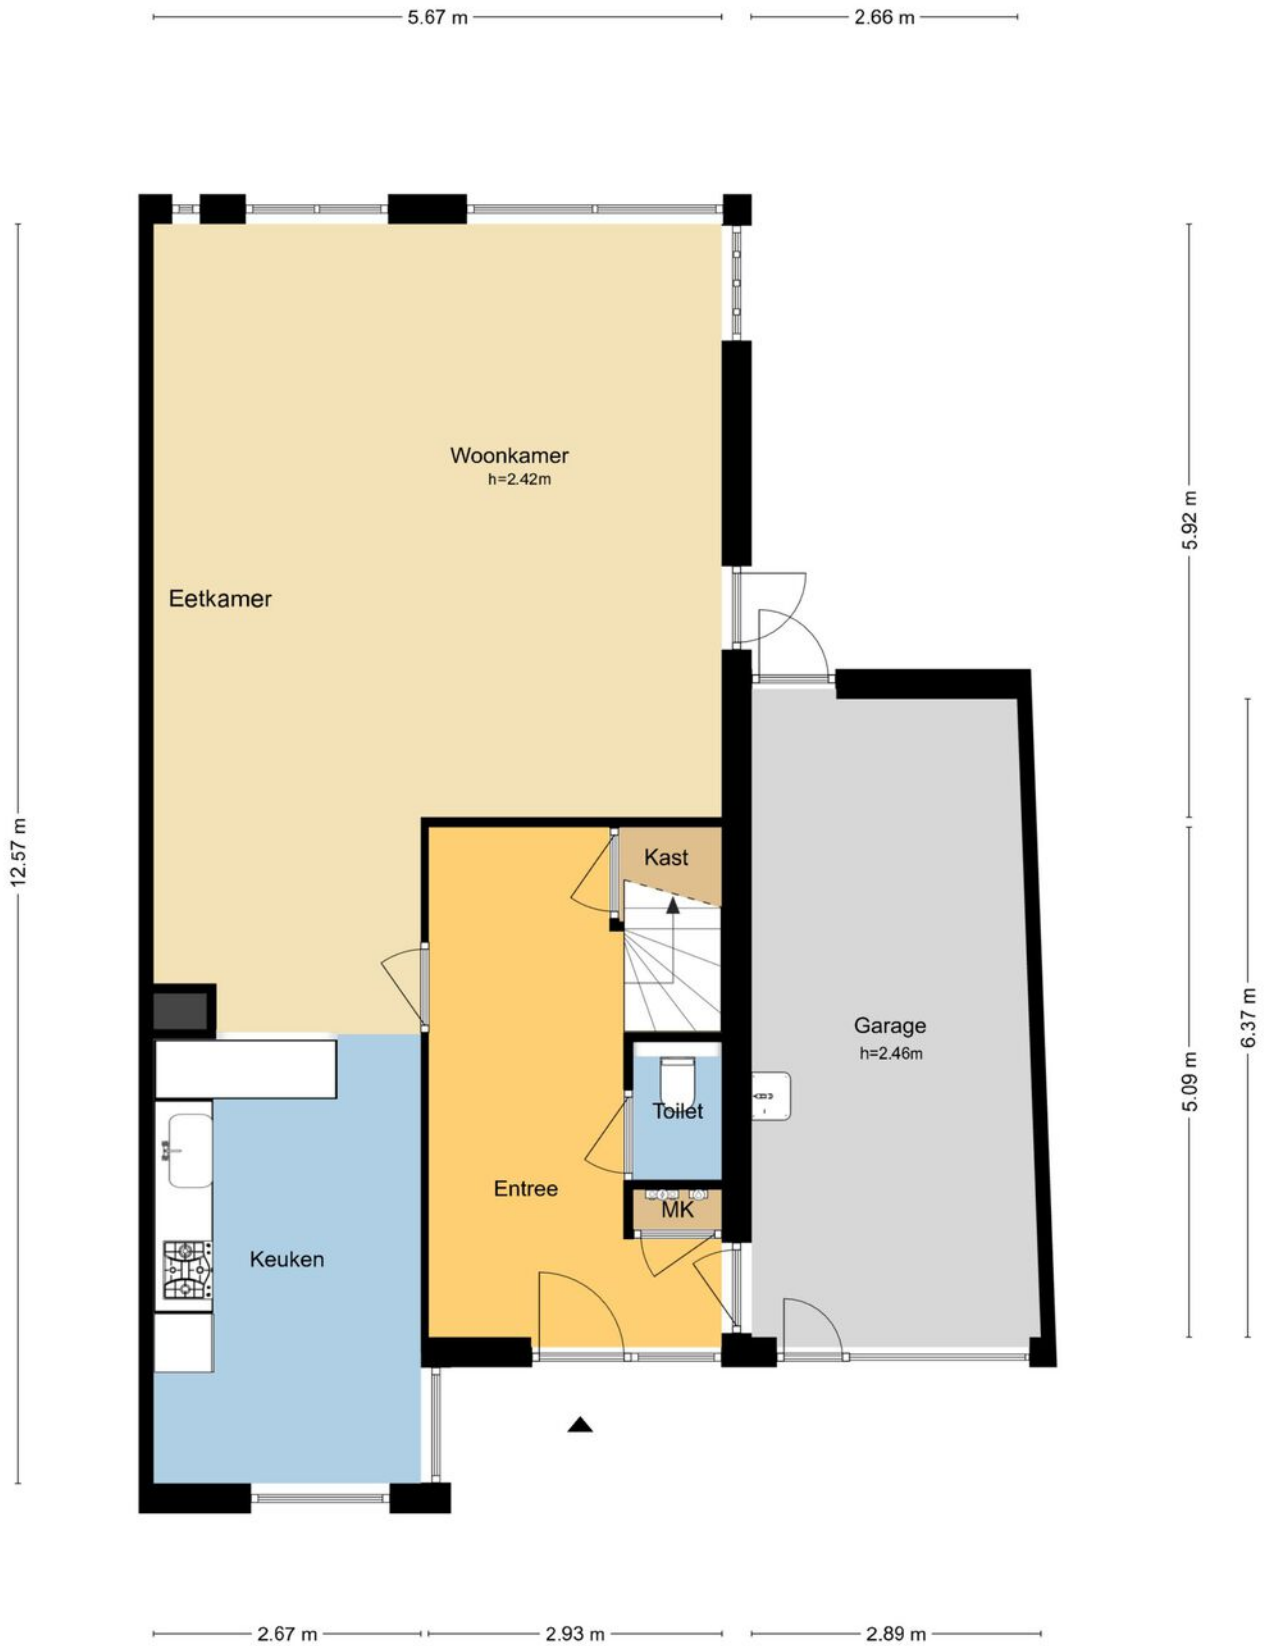 5.67 m
2.66 m
Woonkamer
h=2.42m
5.92 m
Eetkamer
12.57 m
Kast
6.37 m
Garage
h=2.46m
5.09 m
Toilet
Entree
MK
Keuken
2.67 m
2.93 m
2.89 m